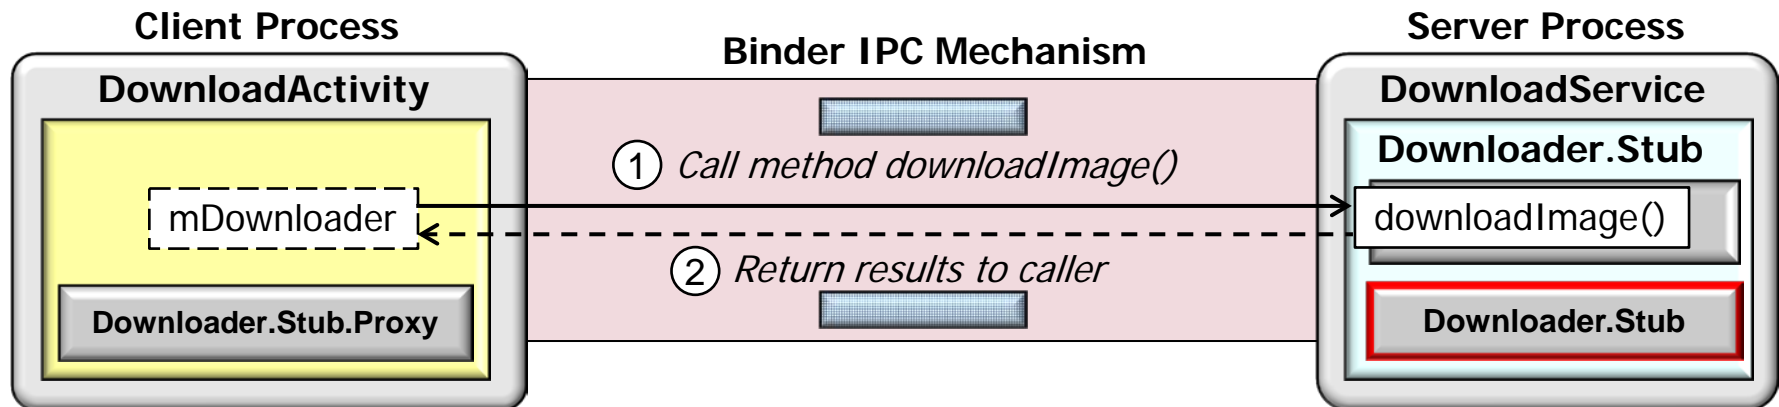 Client Process
Binder IPC Mechanism
Server Process
DownloadActivity
DownloadService
Downloader.Stub
1 Call method downloadImage()
mDownloader
downloadImage()
2 Return results to caller
Downloader.Stub.Proxy
Downloader.Stub